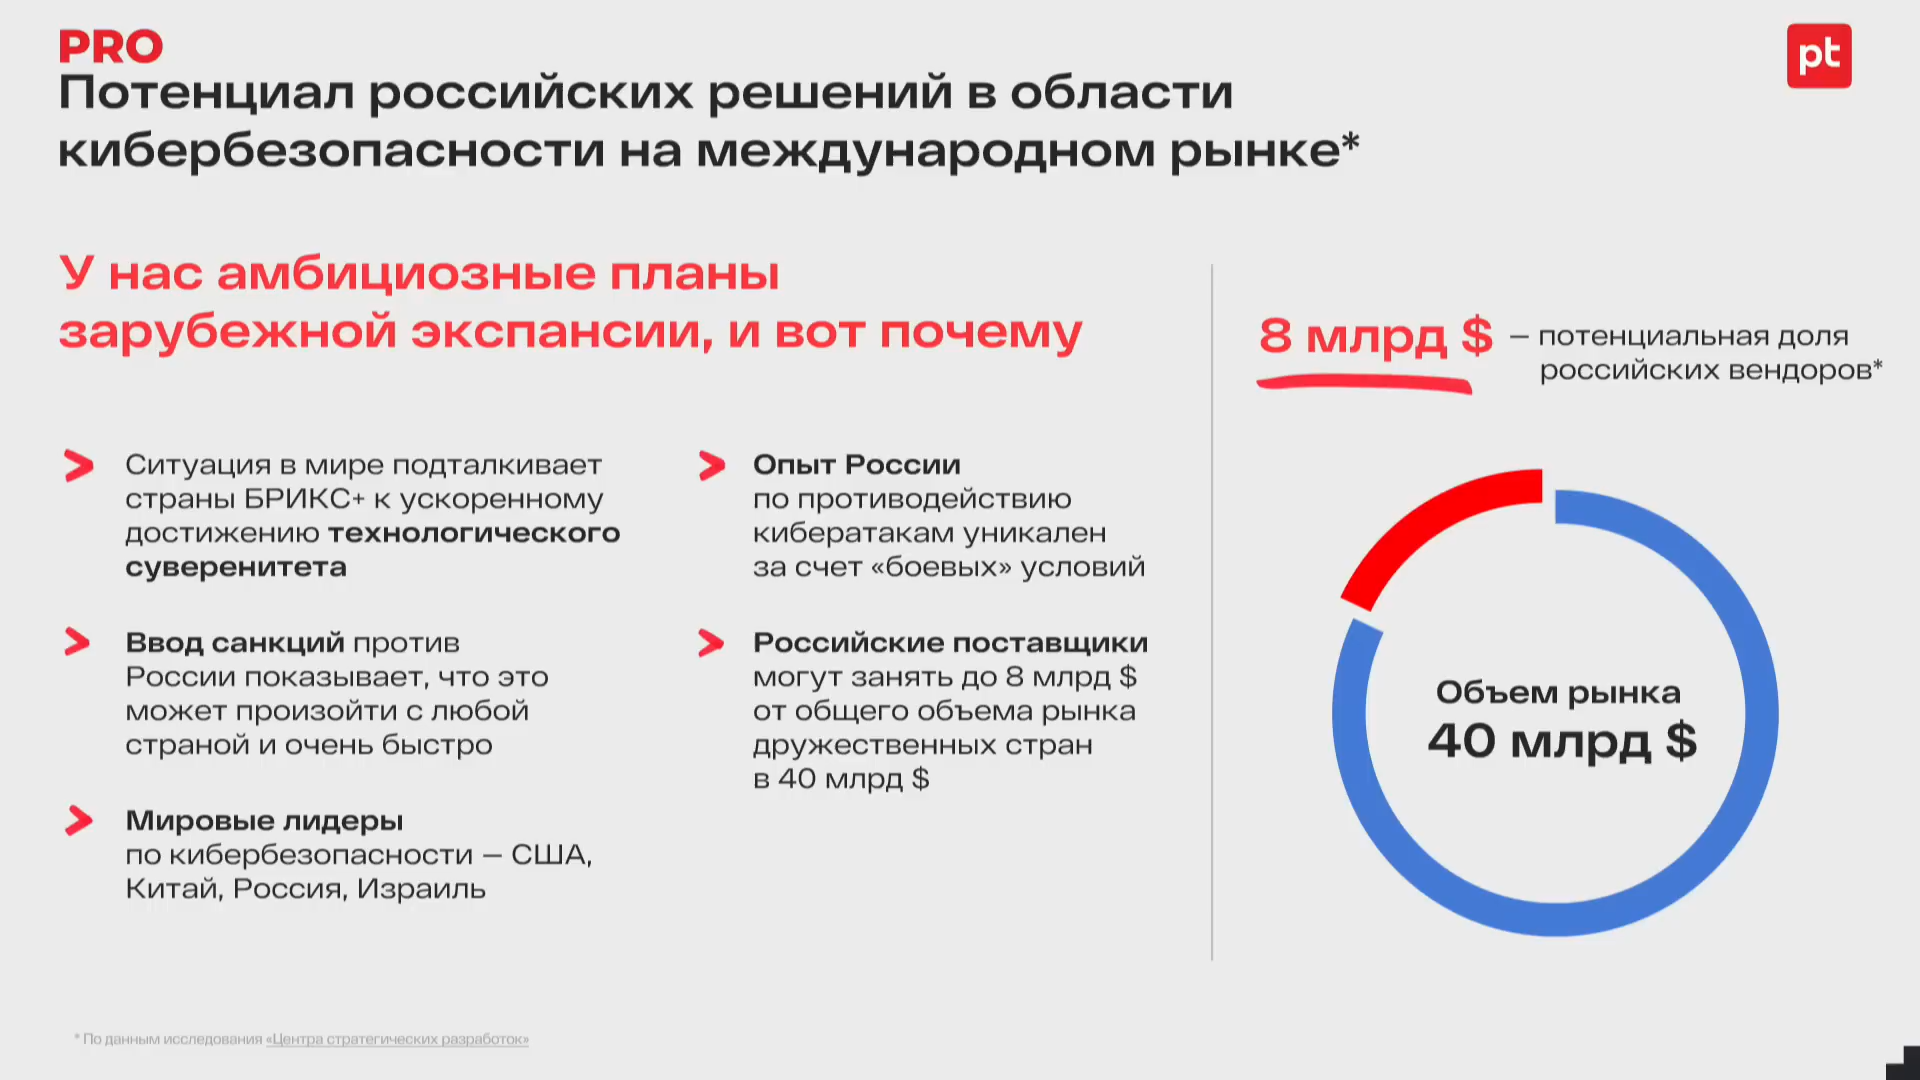 PRO
pt
Потенциал российских решений в области
кибербезопасности на международном рынке*
У нас амбициозные планы
зарубежной экспансии, и вот почему
Ситуация в мире подталкивает
страны БРИКС+ к ускоренному
достижению технологического
суверенитета
Ввод санкций против
России показывает, что это
может произойти с любой
страной и очень быстро
Мировые лидеры
по кибербезопасности — США,
Китай, Россия, Израиль
Опыт России
по противодействию
кибератакам уникален
за счет «боевых» условий
Российские поставщики
могут занять до 8 млрд $
от общего объема рынка
дружественных стран
в 40 млрд $
8 млрд $ — потенциальная доля
российских вендоров*
Объем рынка
40 млрд $
* По данным исследования «Центра стратегических разработок»